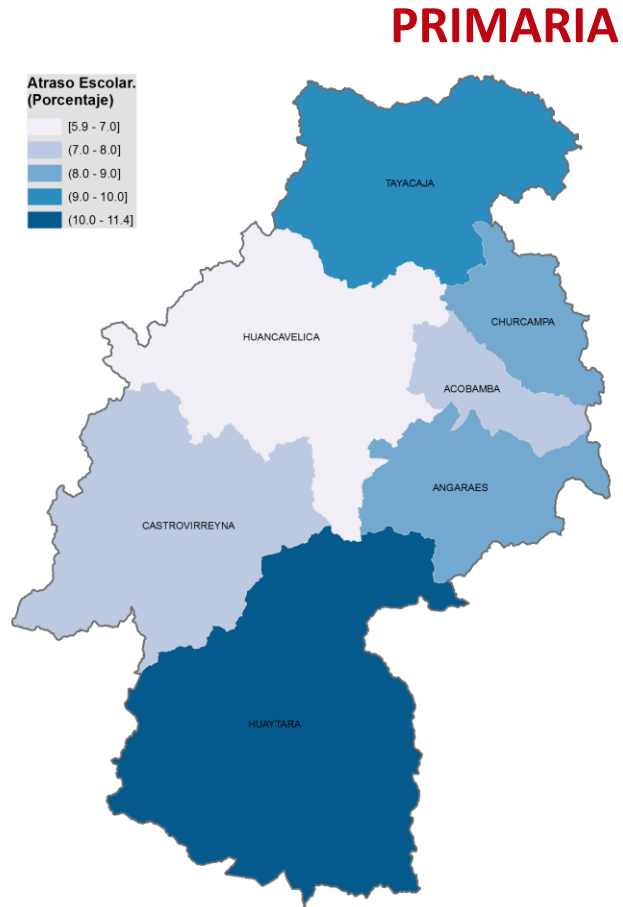 PRIMARIA
Atraso Escolar.
(Porcentaje)
[5.9 - 7.0]
(7.0 - 8.0]
(8.0 - 9.0]
(9.0 - 10.0]
(10.0 - 11.4]
TAYACAJA
CHURCAMPA
HUANCAVELICA
ACOBAMBA
ANGARAES
CASTROVIRREYNA
HUAYTARA